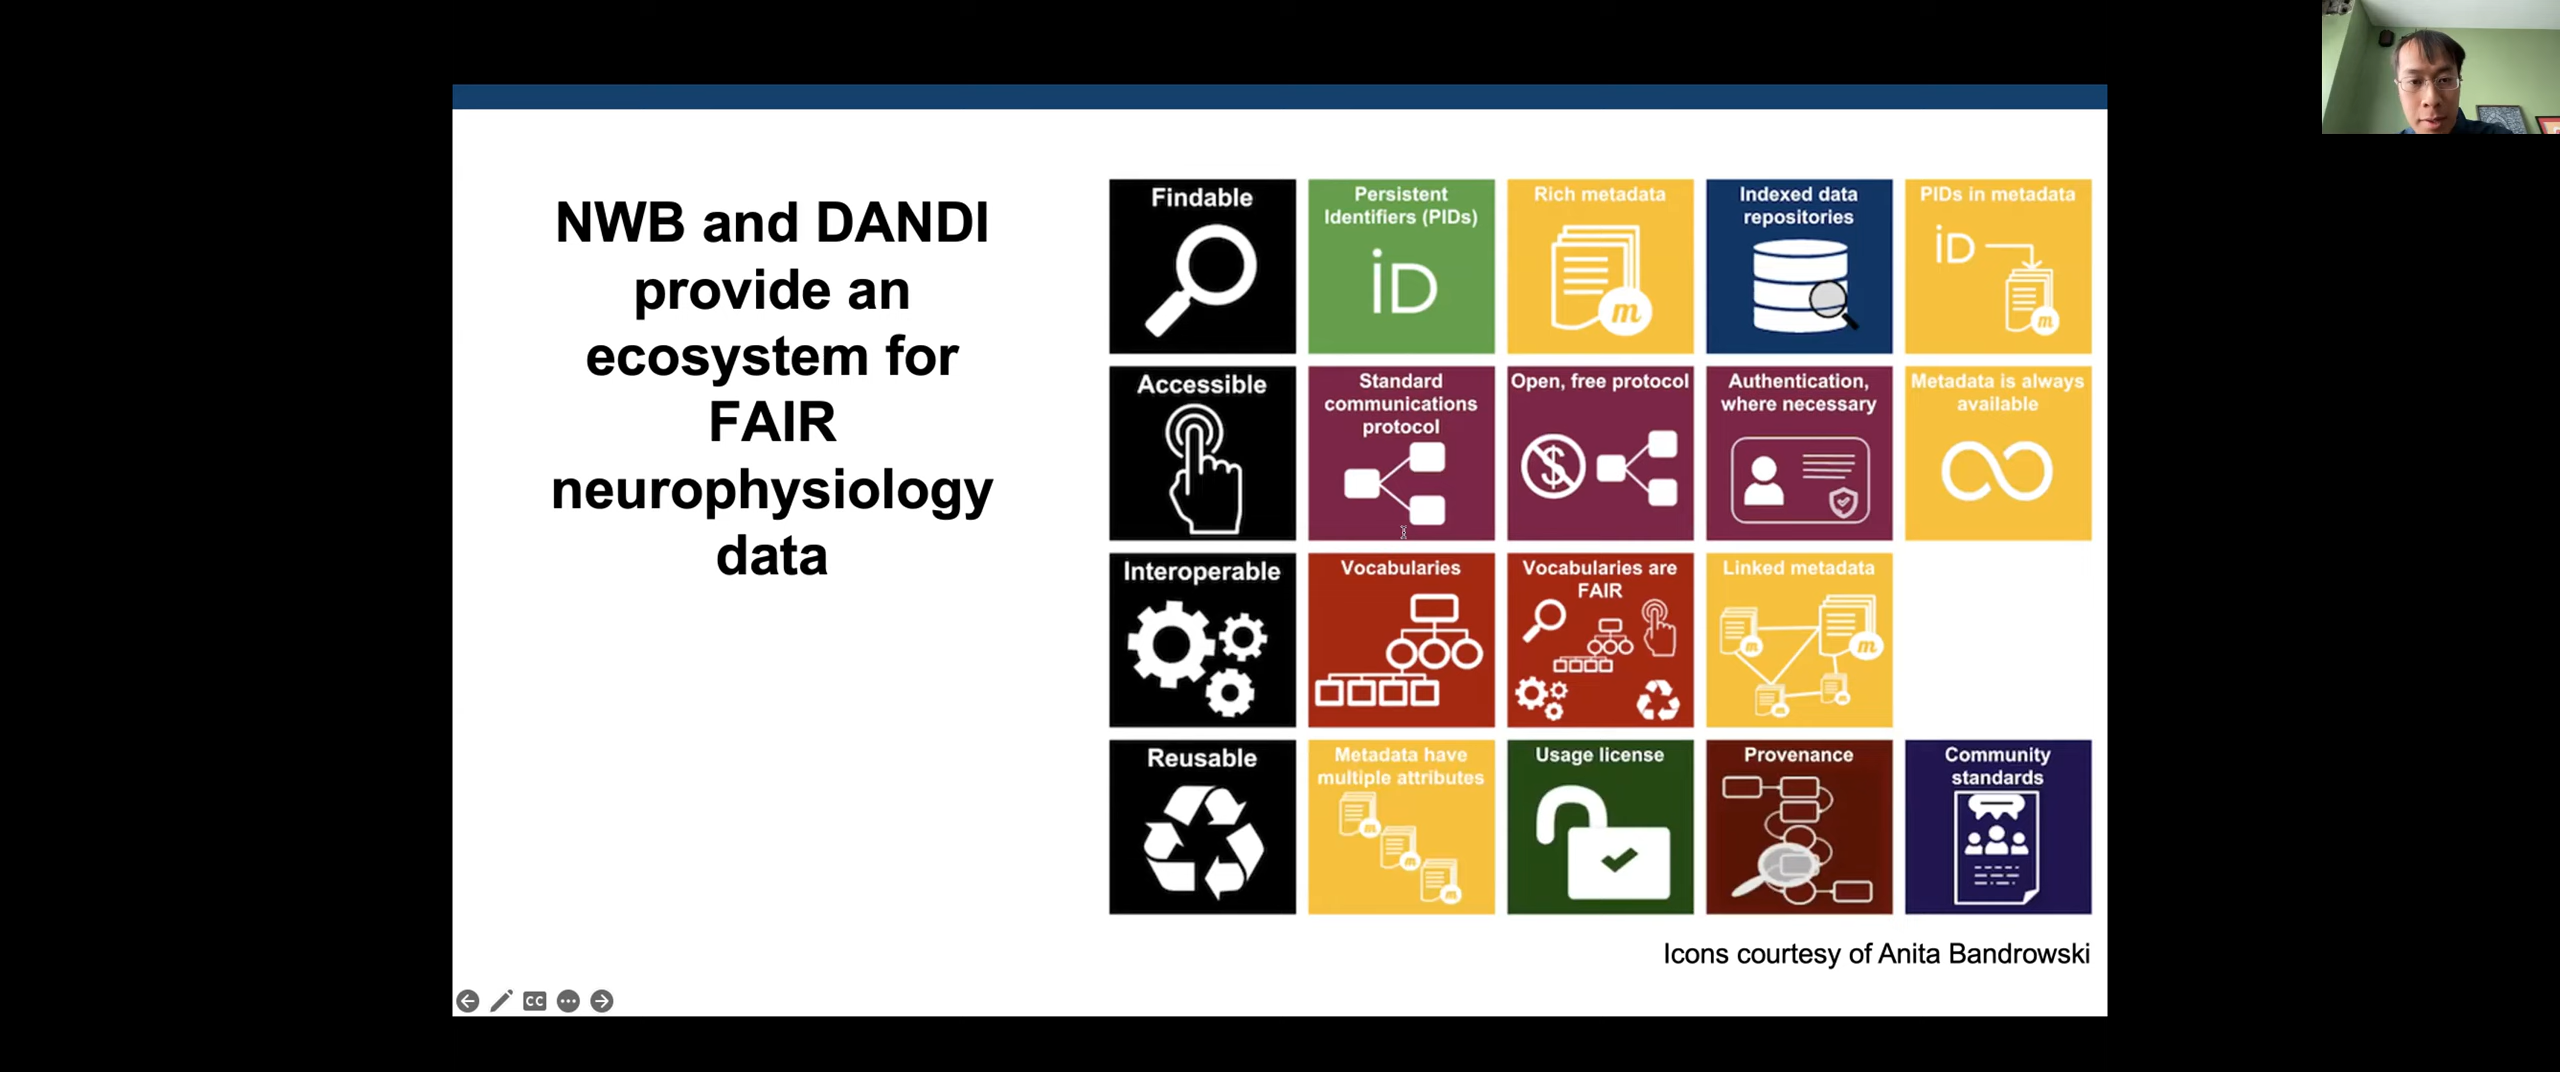 NWB and DANDI
provide an
ecosystem for
FAIR
neurophysiology
data
Findable
Persistent
Identifiers (PIDs)
iD
Rich metadata
m
Indexed data
repositories
PIDs in metadata
iD
m
Accessible
Standard
communications
protocol
Open, free protocol
$
Authentication,
where necessary
Metadata is always
available
Interoperable
Vocabularies
Vocabularies are
FAIR
Linked metadata
m
m
m
m
Reusable
Metadata have
multiple attributes
m
m
m
Usage license
Provenance
Community
standards
Icons courtesy of Anita Bandrowski
CC